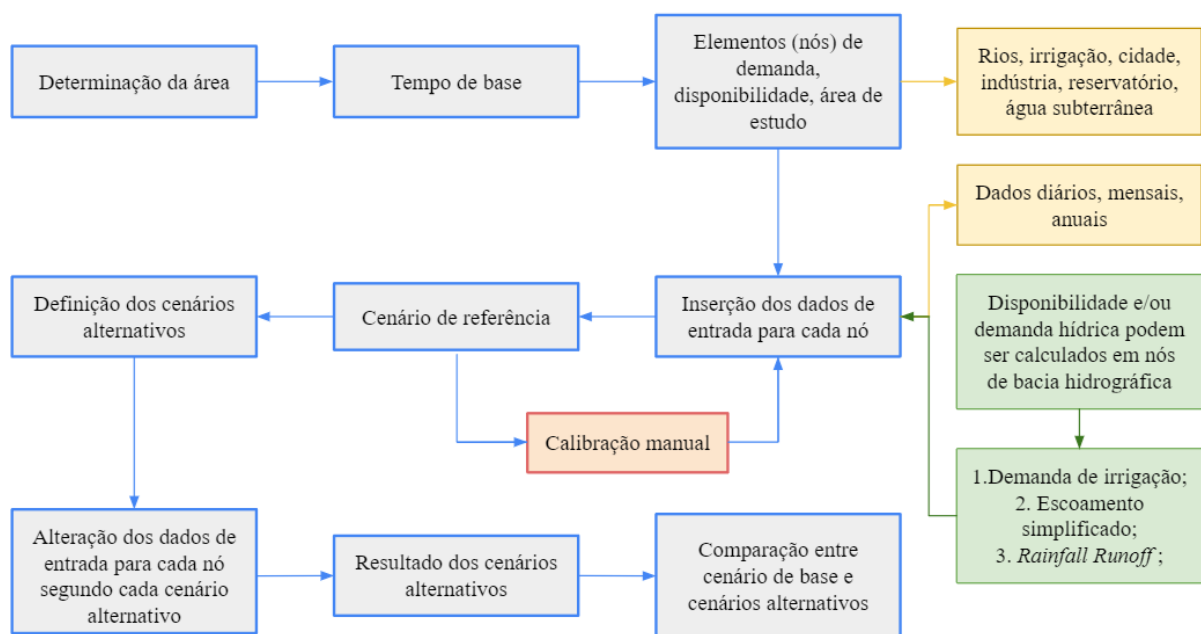 Determinação da área
Tempo de base
Elementos (nós) de
demanda,
disponibilidade, área de
estudo
Rios, irrigação, cidade,
indústria, reservatório,
água subterrânea
Dados diários, mensais,
anuais
Definição dos cenários
alternativos
Cenário de referência
Inserção dos dados de
entrada para cada nó
Disponibilidade e/ou
demanda hídrica podem
ser calculados em nós
de bacia hidrográfica
Calibração manual
1.Demanda de irrigação;
2. Escoamento
simplificado;
3. Rainfall Runoff ;
Alteração dos dados de
entrada para cada nó
segundo cada cenário
alternativo
Resultado dos cenários
alternativos
Comparação entre
cenário de base e
cenários alternativos